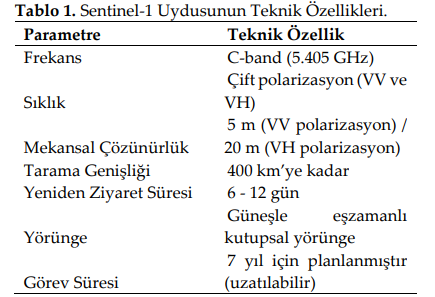 Tablo 1. Sentinel-1 Uydusunun Teknik Özellikleri.
Parametre Teknik Özellik
Frekans C-band (5.405 GHz)
Çift polarizasyon (VV ve
Sıklık VH)
5 m (VV polarizasyon) /
Mekansal Çözünürlük 20 m (VH polarizasyon)
Tarama Genişliği 400 km’ye kadar
Yeniden Ziyaret Süresi 6 - 12 gün
Güneşle eşzamanlı
Yörünge kutupsal yörünge
7 yıl için planlanmıştır
Görev Süresi (uzatılabilir)